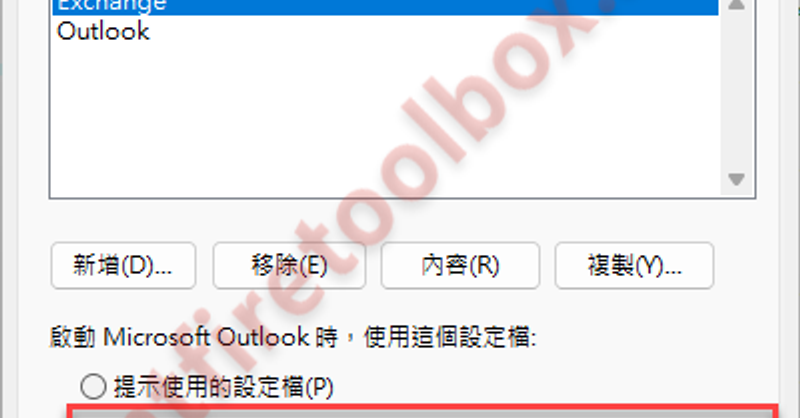 Exchange
Outlook
新增(D)...
移除(E)
內容(R)
複製(Y)...
啟動 Microsoft Outlook 時，使用這個設定檔:
提示使用的設定檔(P)
tfiretoolbox.